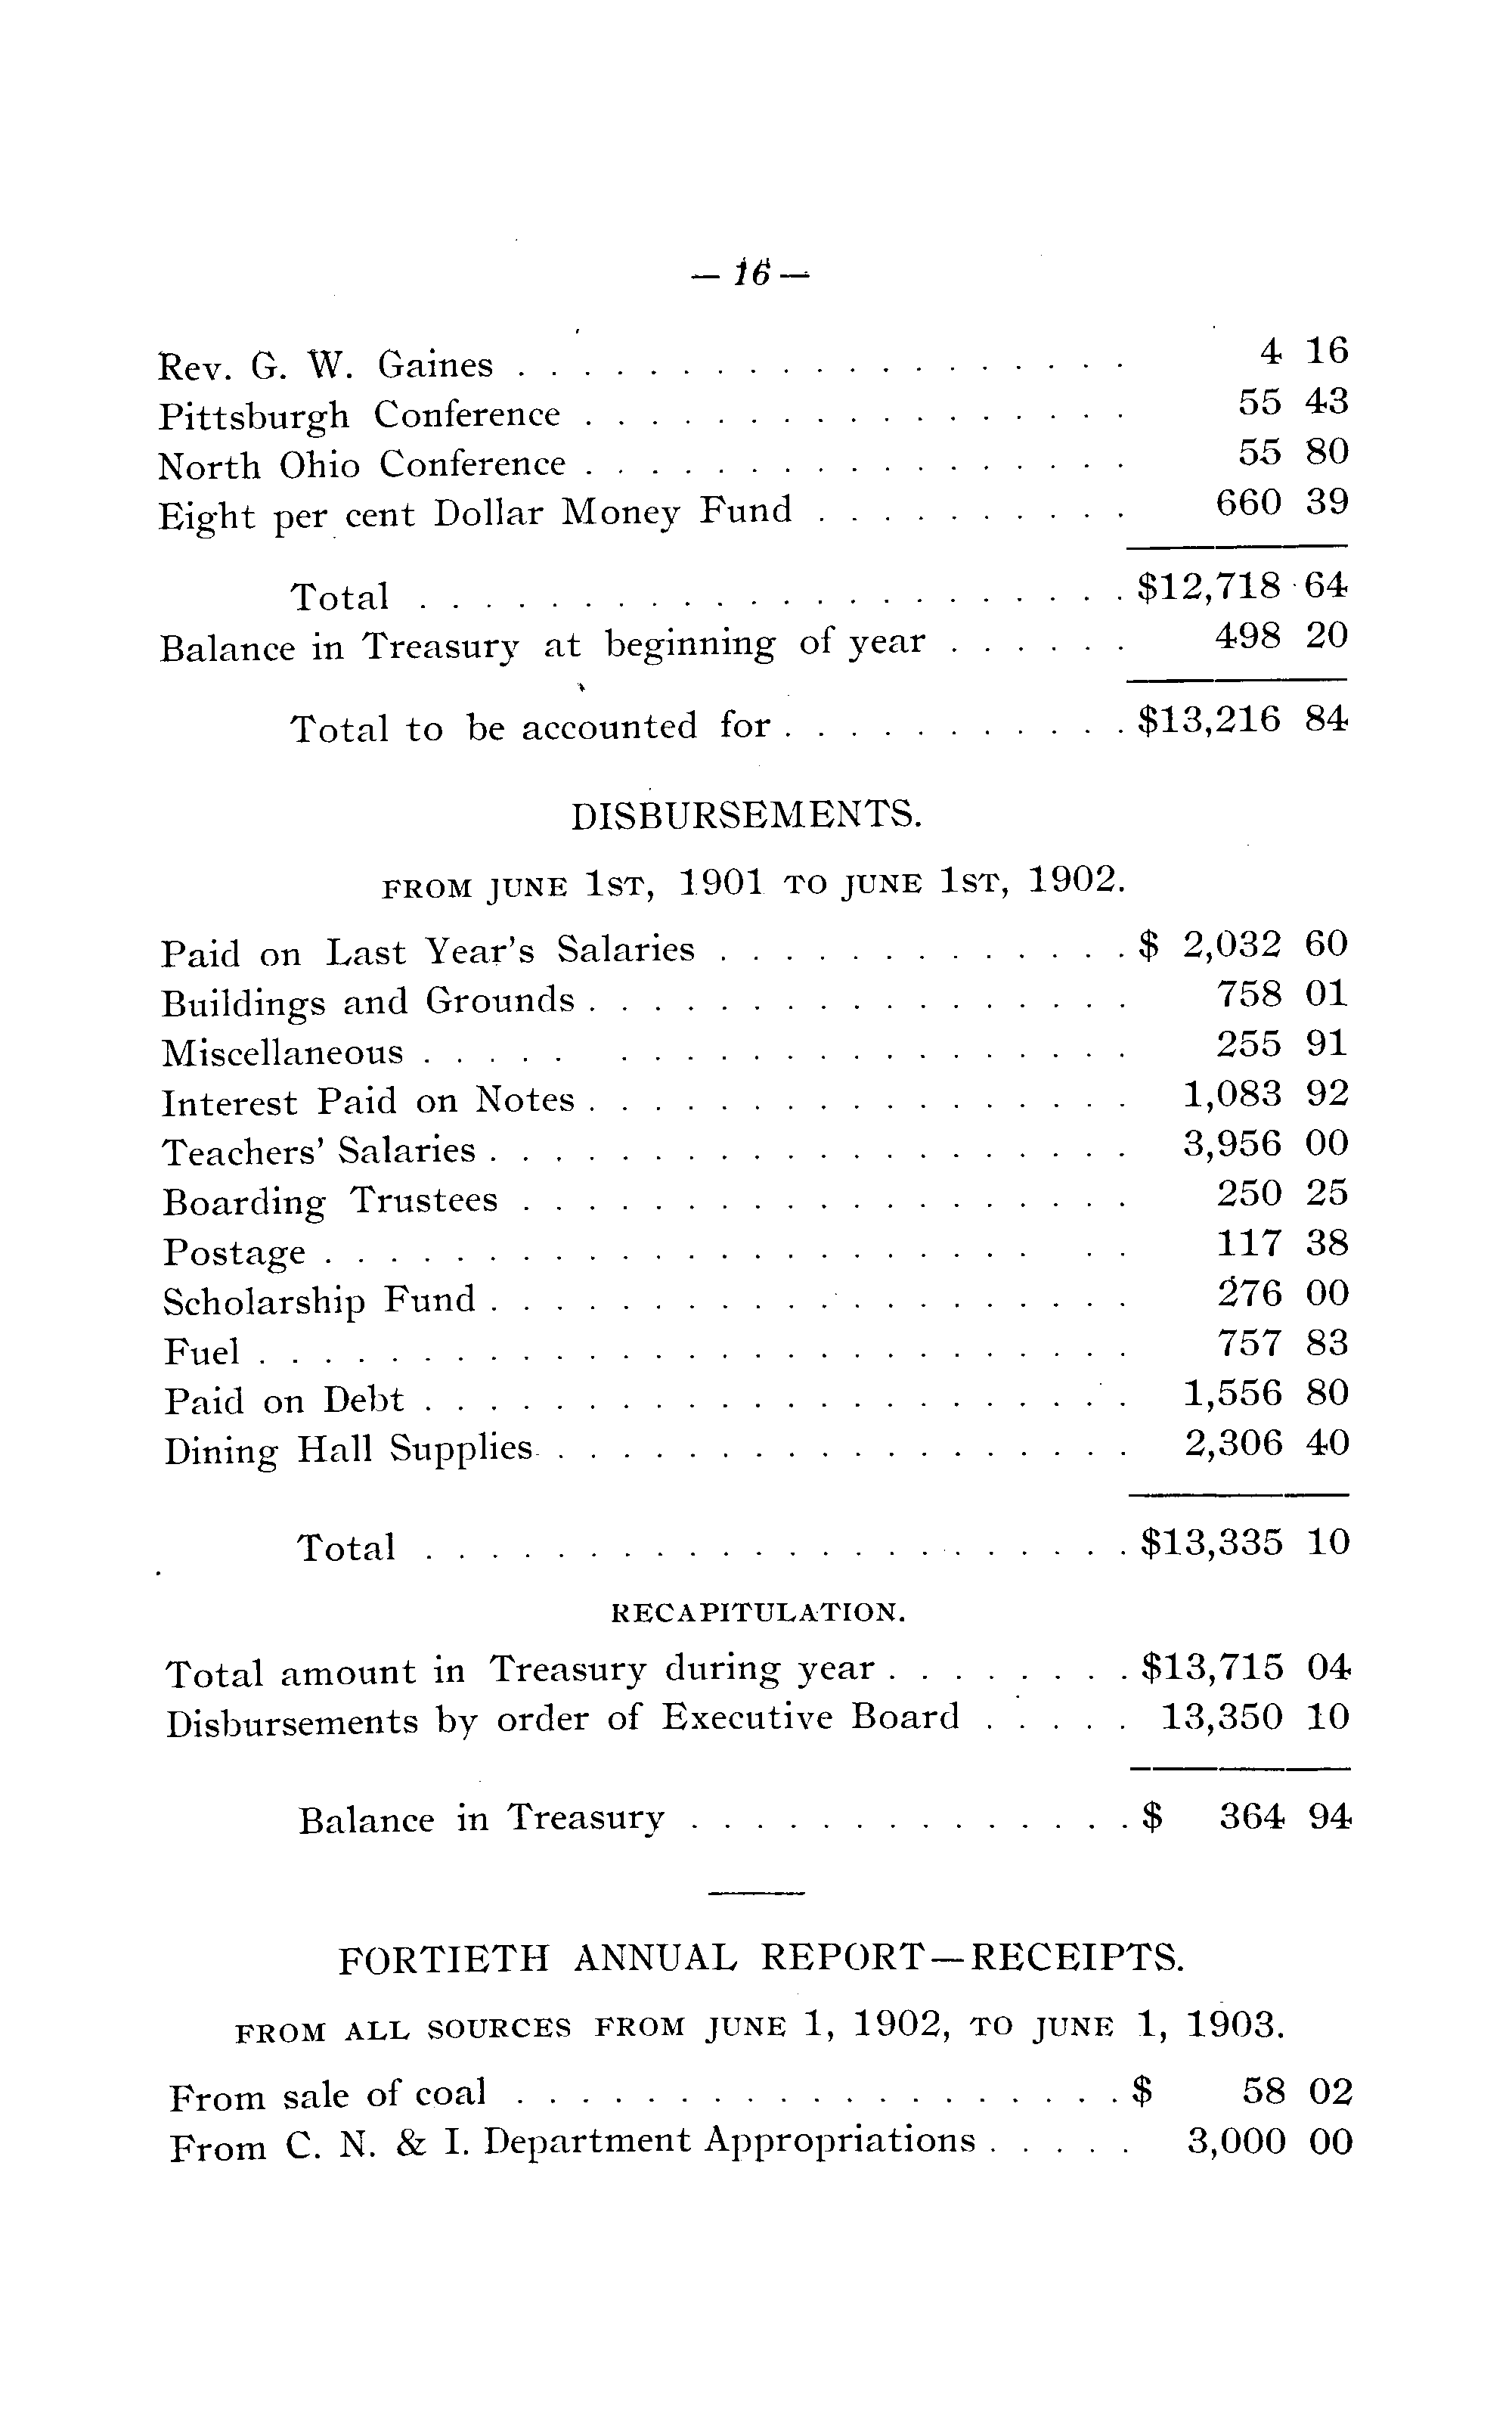 — 16 —
Rev. G. W. Gaines . . . . . . . . . . . . . . . . . . . 4 16
Pittsburgh Conference . . . . . . . . . . . . . . . . . 55 43
North Ohio Conference . . . . . . . . . . . . . . . . . 55 80
Eight per cent Dollar Money Fund . . . . . . . . . . 660 39
Total . . . . . . . . . . . . . . . . . . . . . . $12,718 64
Balance in Treasury at beginning of year . . . . . . 498 20
Total to be accounted for . . . . . . . . . . . $13,216 84
DISBURSEMENTS.
FROM JUNE 1ST, 1901 TO JUNE 1ST, 1902.
Paid on Last Year's Salaries . . . . . . . . . . . . . $ 2,032 60
Buildings and Grounds . . . . . . . . . . . . . . . . . 758 01
Miscellaneous . . . . . . . . . . . . . . . . . . . . . 255 91
Interest Paid on Notes . . . . . . . . . . . . . . . . . 1,083 92
Teachers' Salaries . . . . . . . . . . . . . . . . . . . . 3,956 00
Boarding Trustees . . . . . . . . . . . . . . . . . . . 250 25
Postage . . . . . . . . . . . . . . . . . . . . . . . . 117 38
Scholarship Fund . . . . . . . . . . . . . . . . . . . . 276 00
Fuel . . . . . . . . . . . . . . . . . . . . . . . . . . . 757 83
Paid on Debt . . . . . . . . . . . . . . . . . . . . . . 1,556 80
Dining Hall Supplies . . . . . . . . . . . . . . . . . . 2,306 40
Total . . . . . . . . . . . . . . . . . . . . . . $13,335 10
RECAPITULATION.
Total amount in Treasury during year . . . . . . . . $13,715 04
Disbursements by order of Executive Board . . . . . 13,350 10
Balance in Treasury . . . . . . . . . . . . . . $ 364 94
FORTIETH ANNUAL REPORT—RECEIPTS.
FROM ALL SOURCES FROM JUNE 1, 1902, TO JUNE 1, 1903.
From sale of coal . . . . . . . . . . . . . . . . . . . $ 58 02
From C. N. & I. Department Appropriations . . . . . 3,000 00